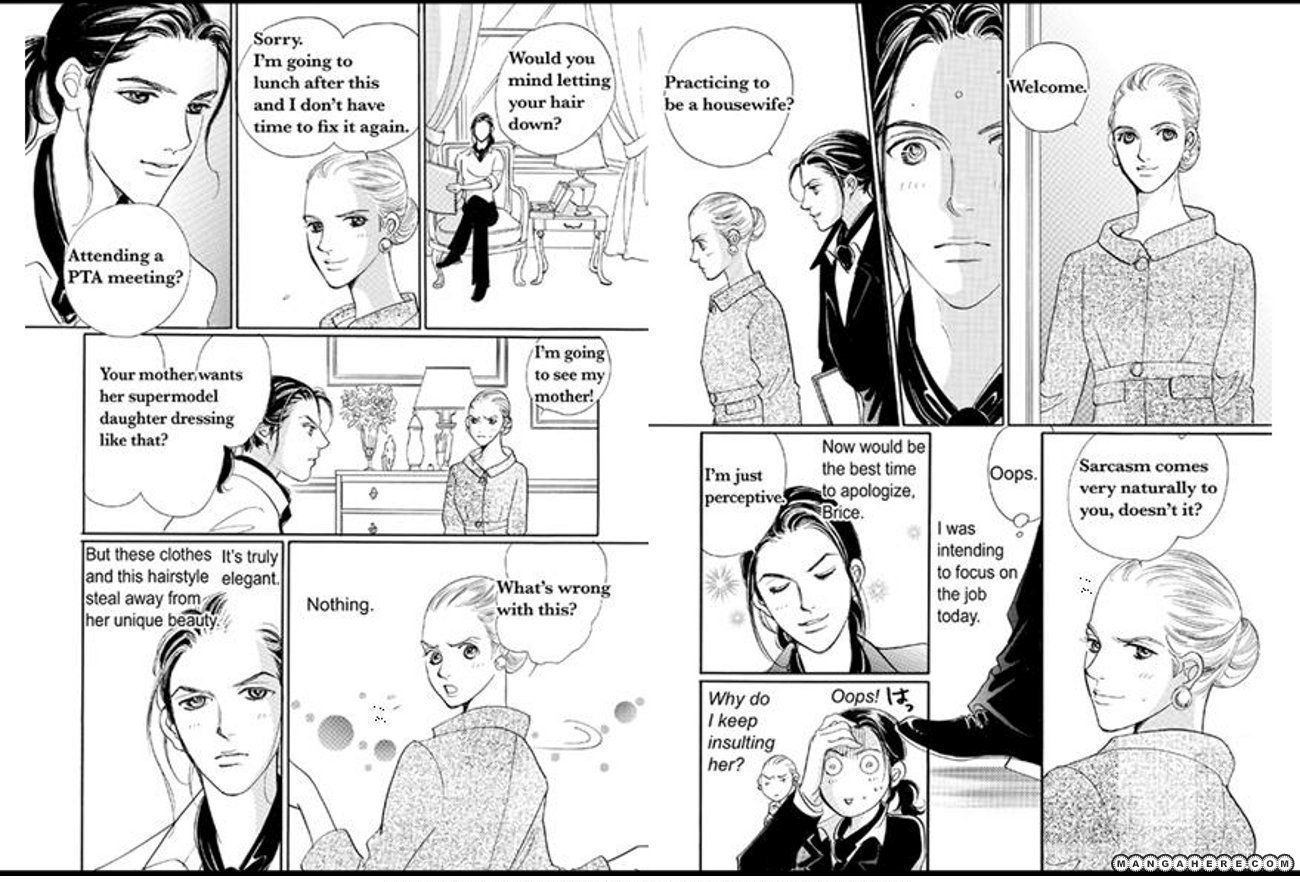 Welcome.
Practicing to
be a housewife?
Sarcasm comes
very naturally to
you, doesn't it?
Oops.
I was
intending
to focus on
the job
today.
Now would be
the best time
to apologize,
Brice.
I'm just
perceptive.
Oops!
はっ
Why do
I keep
insulting
her?
Would you
mind letting
your hair
down?
Sorry.
I'm going to
lunch after this
and I don't have
time to fix it again.
Attending a
PTA meeting?
I'm going
to see my
mother!
Your mother wants
her supermodel
daughter dressing
like that?
What's wrong
with this?
Nothing.
It's truly
elegant.
But these clothes
and this hairstyle
steal away from
her unique beauty.
MANGAHERE.COM